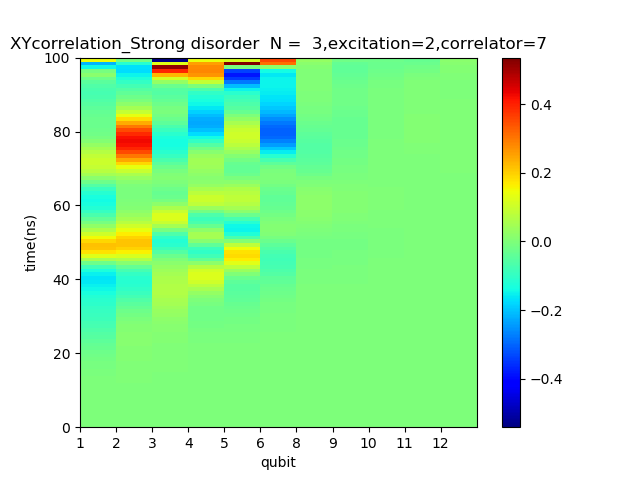 XYcorrelation_Strong disorder  N =  3,excitation=2,correlator=7
100
80
60
40
20
0
time(ns)
1 2 3 4 5 6 8 9 10 11 12
qubit
0.4
0.2
0.0
−0.2
−0.4